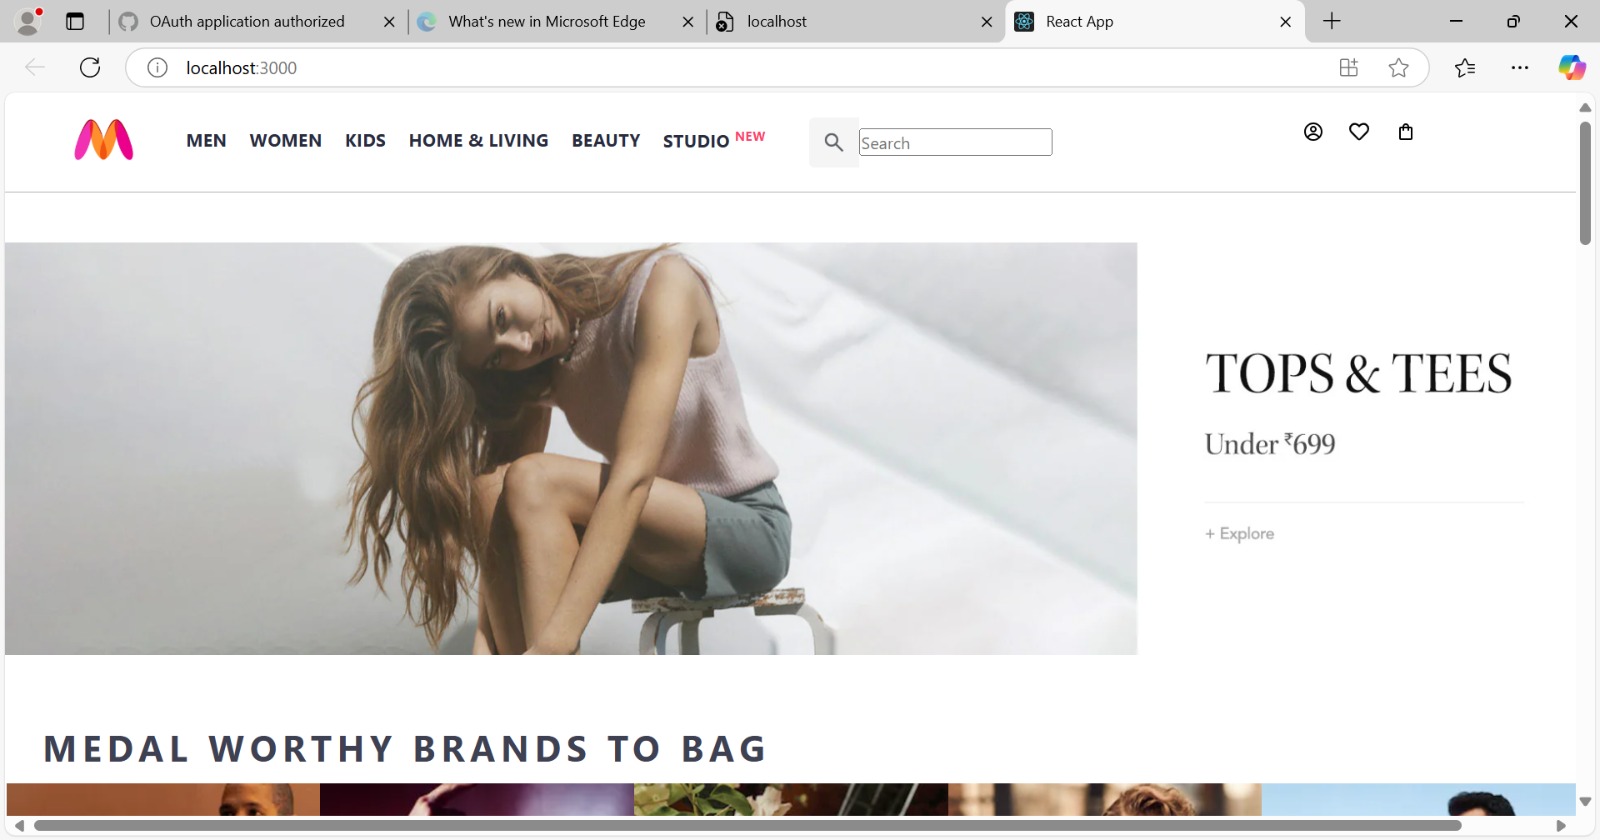 OAuth application authorized
What's new in Microsoft Edge
localhost
React App
localhost:3000
MEN WOMEN KIDS HOME & LIVING BEAUTY STUDIO NEW
Search
TOPS & TEES
Under ₹699
+ Explore
MEDAL WORTHY BRANDS TO BAG